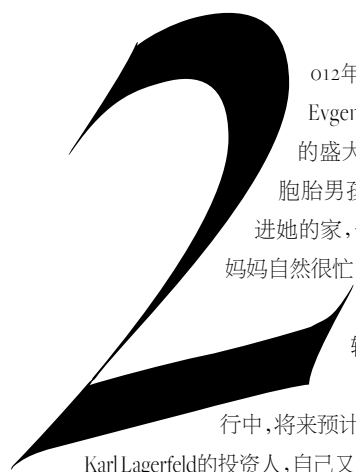 2
012年
Evgen
的盛大
胞胎男孩
进她的家，
妈妈自然很忙
行中，将来预计
Karl Lagerfeld的投资人，自己又